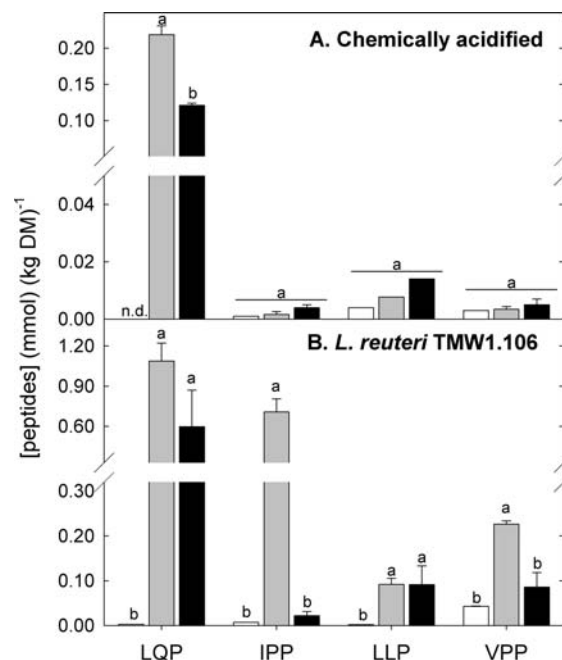 [peptides] (mmol) (kg DM)⁻¹
A. Chemically acidified
0.20
0.15
0.10
0.04
0.02
0.00
a
b
n.d.
a
a
a
B. L. reuteri TMW1.106
1.20
0.90
0.60
0.30
0.20
0.10
0.00
b a a
b a b
b a a
b a b
LQP IPP LLP VPP